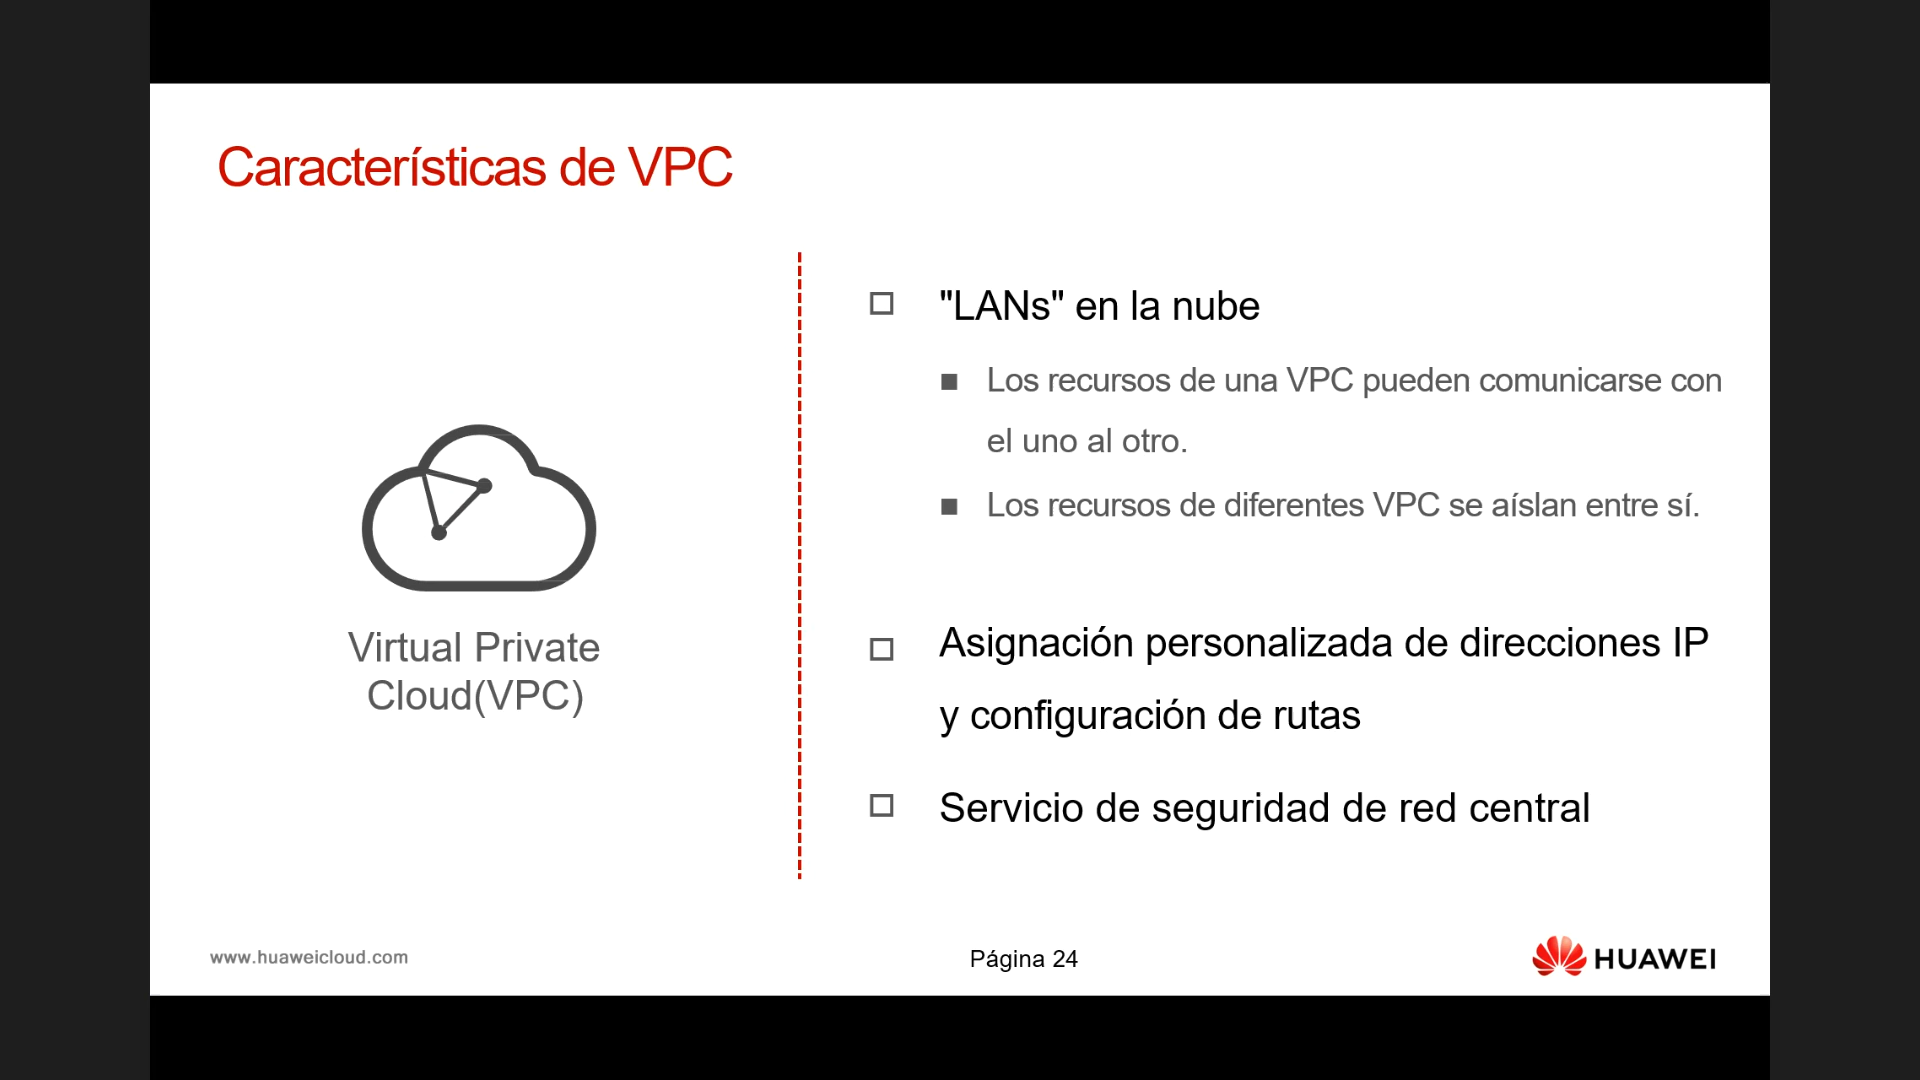 Características de VPC
"LANs" en la nube
Los recursos de una VPC pueden comunicarse con
el uno al otro.
Los recursos de diferentes VPC se aíslan entre sí.
Virtual Private
Cloud(VPC)
Asignación personalizada de direcciones IP
y configuración de rutas
Servicio de seguridad de red central
www.huaweicloud.com
Página 24
HUAWEI